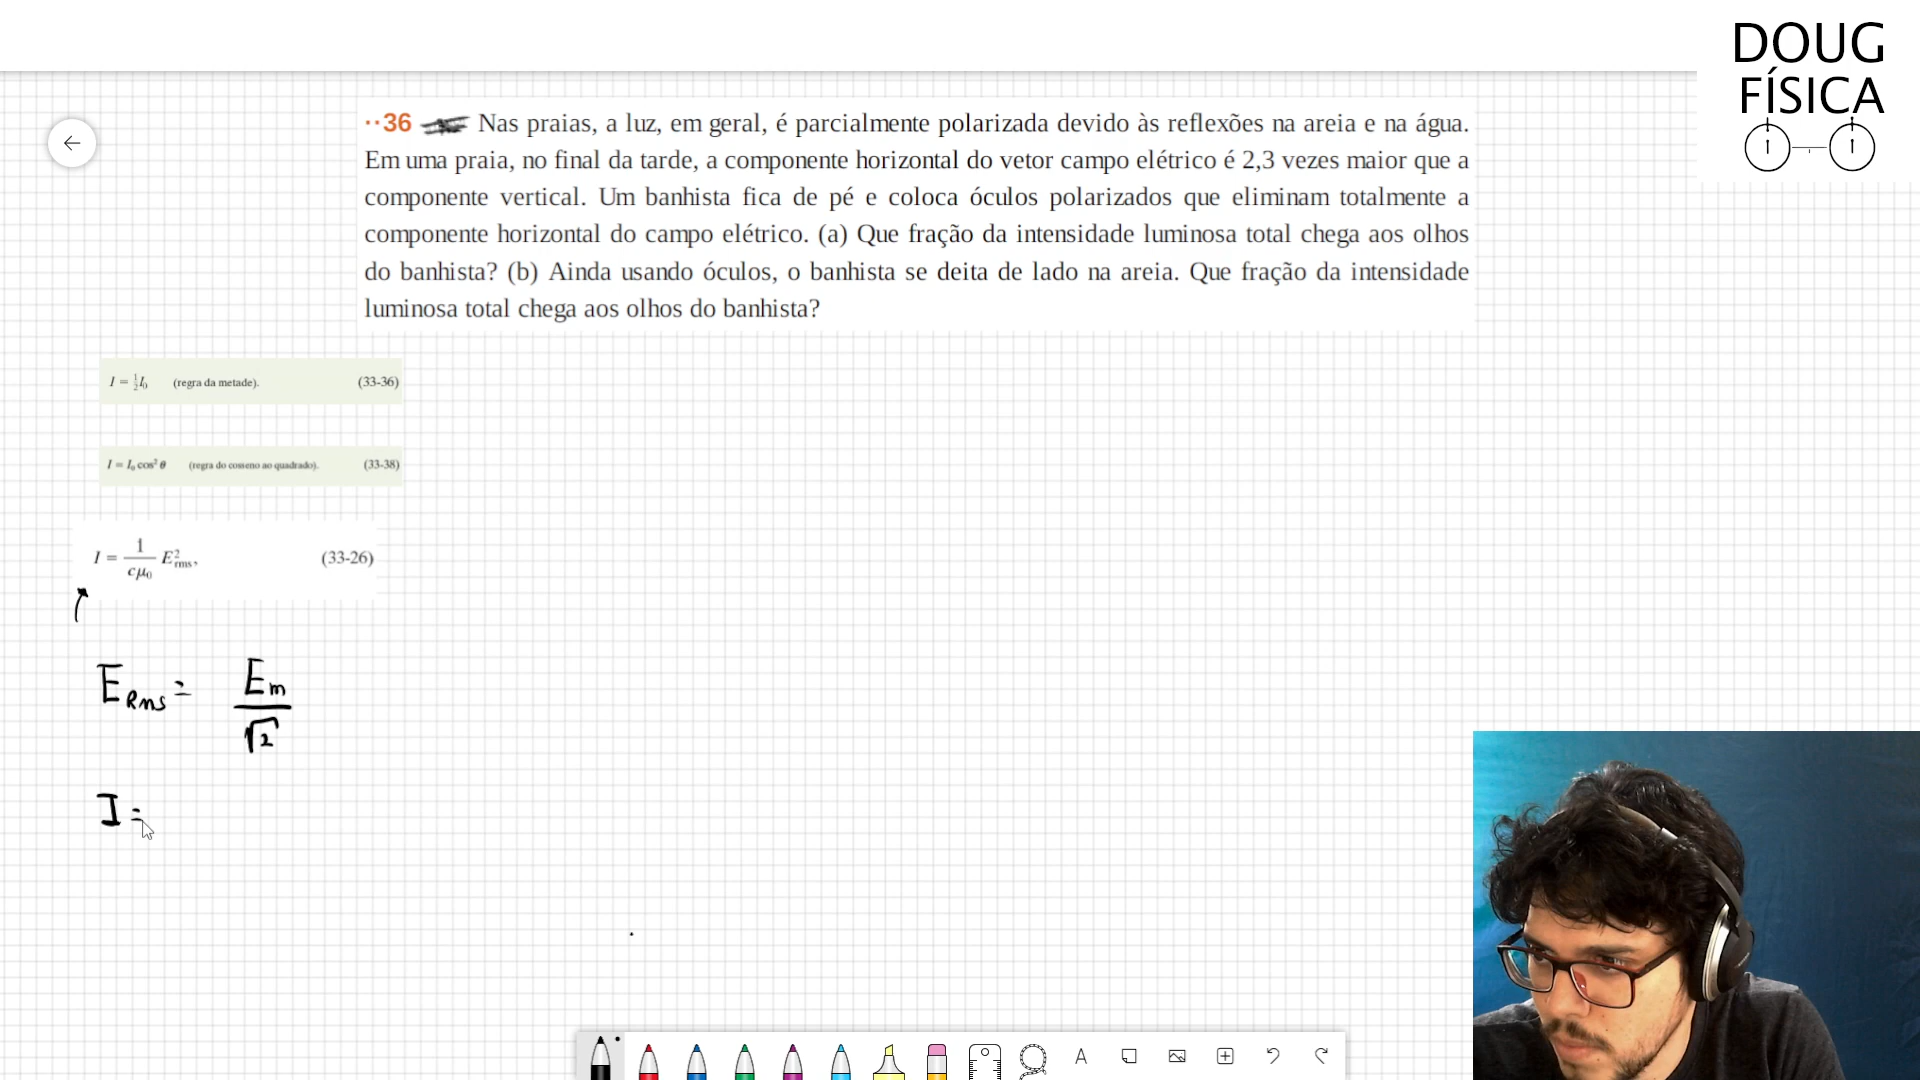 DOUG
FÍSICA
··36 Nas praias, a luz, em geral, é parcialmente polarizada devido às reflexões na areia e na água.
Em uma praia, no final da tarde, a componente horizontal do vetor campo elétrico é 2,3 vezes maior que a
componente vertical. Um banhista fica de pé e coloca óculos polarizados que eliminam totalmente a
componente horizontal do campo elétrico. (a) Que fração da intensidade luminosa total chega aos olhos
do banhista? (b) Ainda usando óculos, o banhista se deita de lado na areia. Que fração da intensidade
luminosa total chega aos olhos do banhista?
I = 1/2 I₀ (regra da metade). (33-36)
I = I₀ cos² θ (regra do cosseno ao quadrado). (33-38)
I = 1/cμ₀ E²rms, (33-26)
E Rms = Em/√2
I =
A